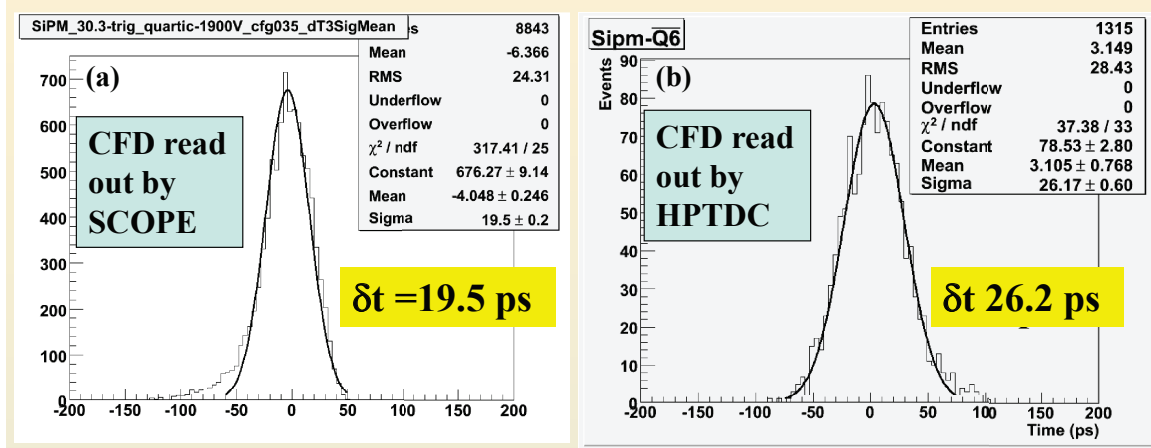 SiPM_30.3-trig_quartic-1900V_cfg035_dT3SigMean
es 8843
Mean -6.366
RMS 24.31
Underflow 0
Overflow 0
χ² / ndf 317.41 / 25
Constant 676.27 ± 9.14
Mean -4.048 ± 0.246
Sigma 19.5 ± 0.2
(a)
CFD read
out by
SCOPE
δt =19.5 ps
700
600
500
400
300
200
100
0
-200 -150 -100 -50 0 50 100 150 200
Sipm-Q6
Entries 1315
Mean 3.149
RMS 28.43
Underflow 0
Overflow 0
χ² / ndf 37.38 / 33
Constant 78.53 ± 2.80
Mean 3.105 ± 0.768
Sigma 26.17 ± 0.60
(b)
CFD read
out by
HPTDC
δt 26.2 ps
Events
90
80
70
60
50
40
30
20
10
0
-200 -150 -100 -50 0 50 100 150 200
Time (ps)